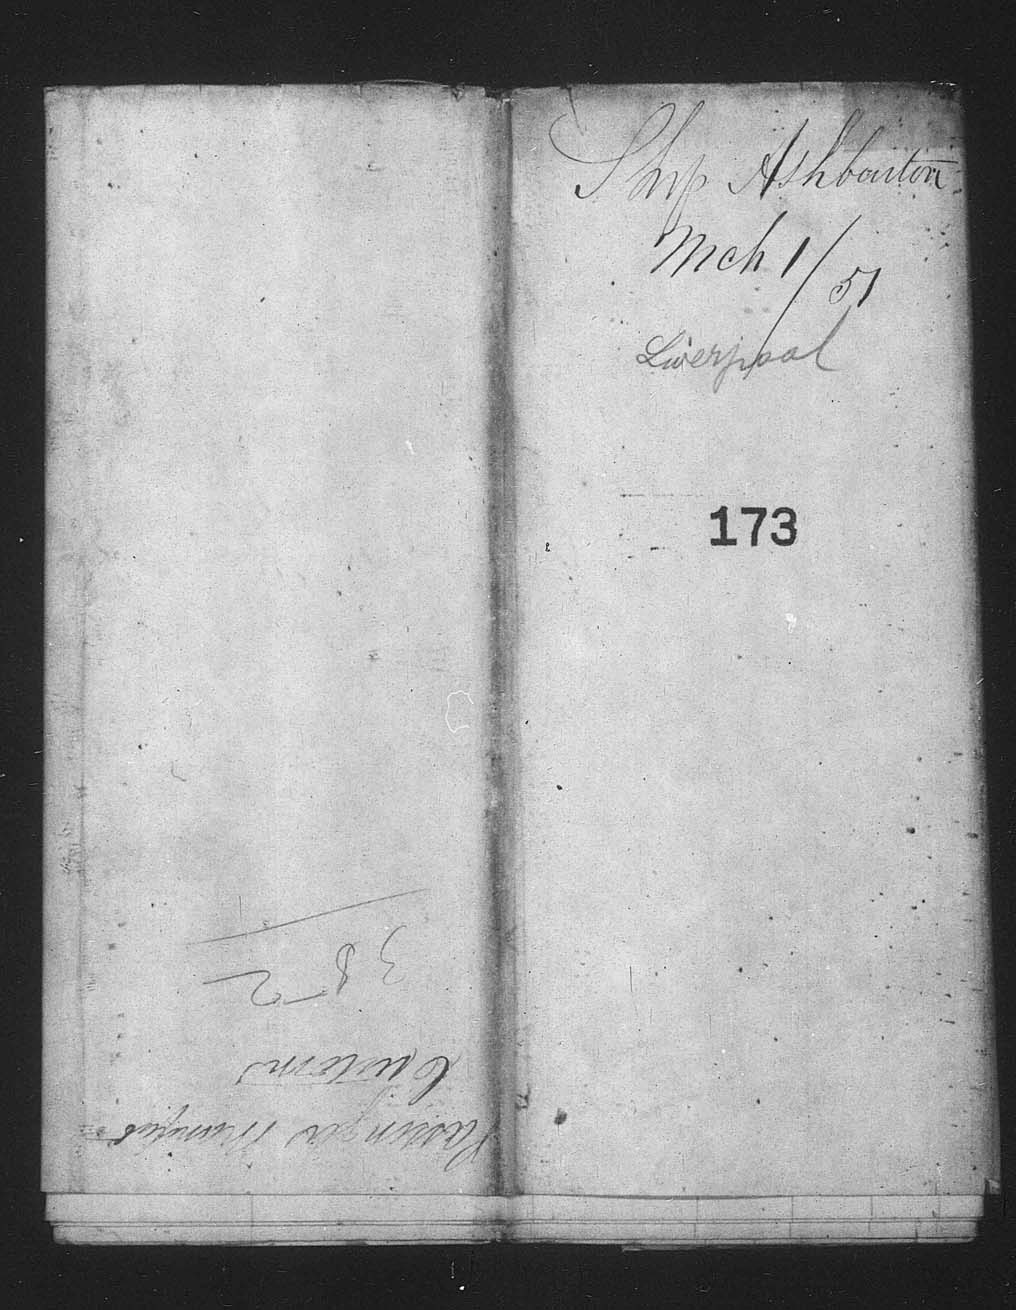 Ship Ashburton
Mch 1/51
Liverpool
173
Passenger Manifest
Customs
382